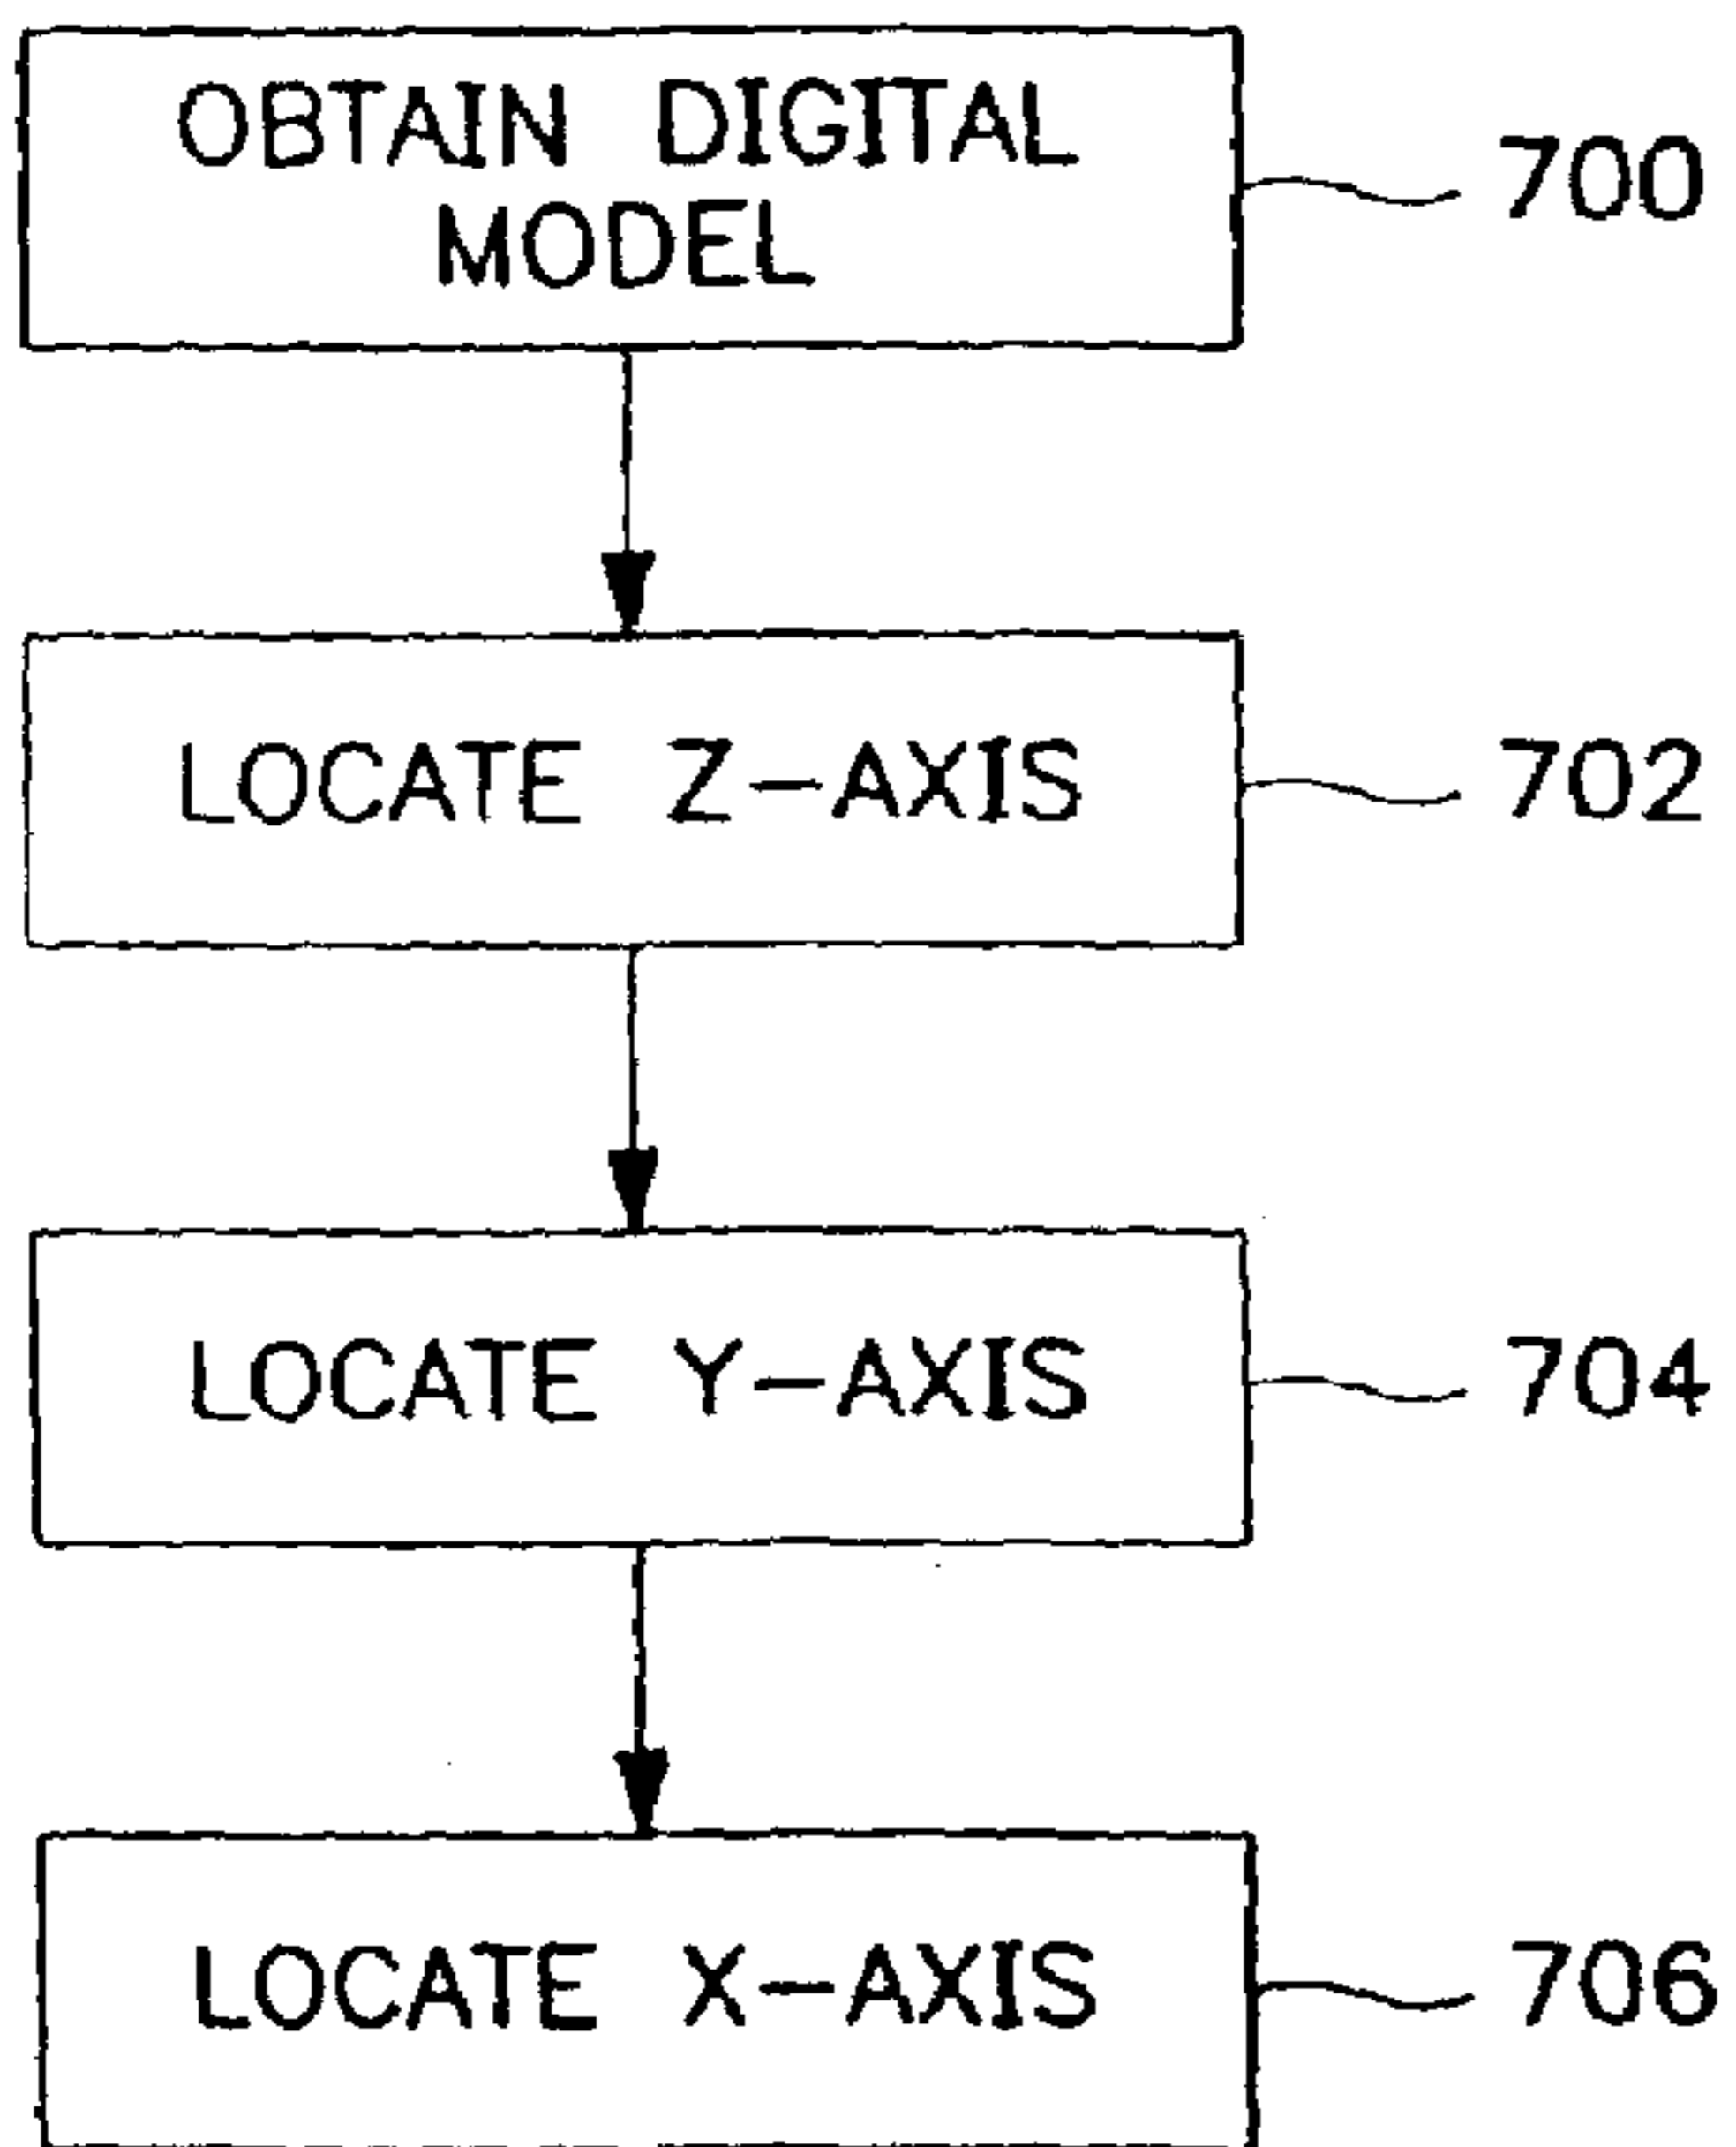 OBTAIN DIGITAL
MODEL
700
LOCATE Z-AXIS
702
LOCATE Y-AXIS
704
LOCATE X-AXIS
706